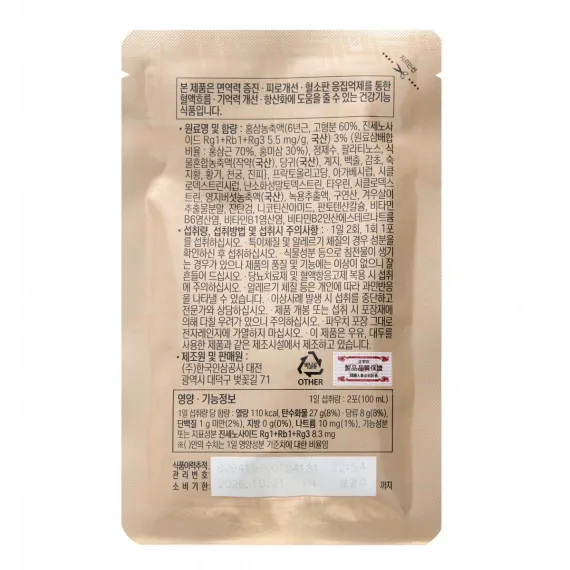 자르는선
본 제품은 면역력 증진 · 피로개선 · 혈소판 응집억제를 통한
혈액흐름 · 기억력 개선 · 항산화에 도움을 줄 수 있는 건강기능
식품입니다.
• 원료명 및 함량 : 홍삼농축액(6년근, 고형분 60%, 진세노사
이드 Rg1+Rb1+Rg3 5.5 mg/g, 국산) 3% (원료삼배합
비율 : 홍삼근 70%, 홍미삼 30%), 정제수, 팔라티노스, 식
물혼합농축액(작약(국산), 당귀(국산), 계지, 백출, 감초, 숙
지황, 황기, 천궁, 진피), 프락토올리고당, 아가베시럽, 시클
로덱스트린시럽, 난소화성말토덱스트린, 타우린, 시클로덱스
트린, 영지버섯농축액(국산), 녹용추출액, 구연산, 겨우살이
추출물분말, 잔탄검, 니코틴산아미드, 판토텐산칼슘, 비타민
B6염산염, 비타민B1염산염, 비타민B2인산에스테르나트륨
• 섭취량, 섭취방법 및 섭취시 주의사항 : · 1일 2회, 1회 1포
를 섭취하십시오. · 특이체질 및 알레르기 체질의 경우 성분을
확인하신 후 섭취하십시오. · 식물성분 등으로 침전물이 생기
는 경우가 있으나 제품의 품질 및 기능에는 이상이 없으니 잘
흔들어 드십시오. · 당뇨치료제 및 혈액항응고제 복용 시 섭취
에 주의하십시오. · 알레르기 체질 등은 개인에 따라 과민반응
을 나타낼 수 있습니다. · 이상사례 발생 시 섭취를 중단하고
전문가와 상담하십시오. · 제품 개봉 또는 섭취 시 포장재에
의해 다칠 우려가 있으니 주의하십시오. · 파우치 포장 그대로
전자레인지에 가열하지 마십시오. · 이 제품은 우유, 대두를
사용한 제품과 같은 제조시설에서 제조하고 있습니다.
• 제조원 및 판매원 :
(주)한국인삼공사 대전
광역시 대덕구 벚꽃길 71
OTHER
영양 · 기능정보
1일 섭취량 : 2포(100 mL)
1일 섭취량 당 함량 : 열량 110 kcal, 탄수화물 27 g(8%) · 당류 8 g(8%),
단백질 1 g 미만(2%), 지방 0 g(0%), 나트륨 10 mg(1%), 기능성분
또는 지표성분 진세노사이드 Rg1+Rb1+Rg3 8.3 mg
※( )안의 수치는 1일 영양성분 기준치에 대한 비율임
식품이력추적
관리번호
소비기한
까지